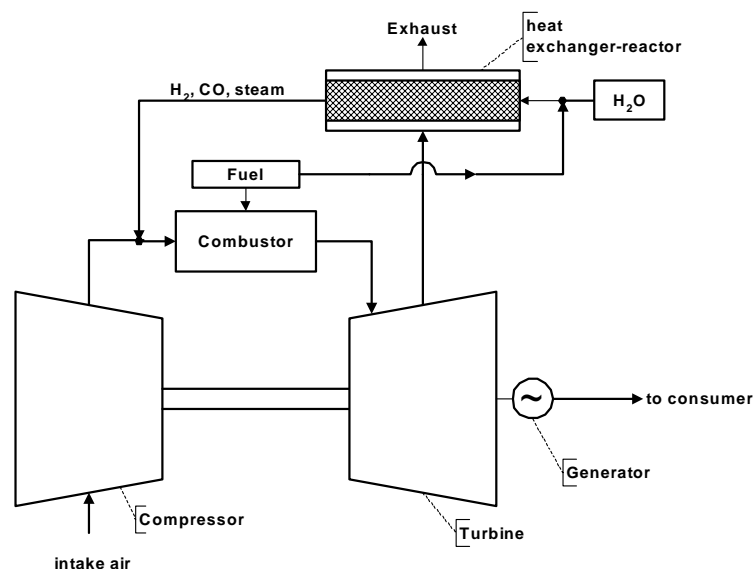 Exhaust
heat
exchanger-reactor
H₂, CO, steam
H₂O
Fuel
Combustor
~
to consumer
Generator
Compressor
Turbine
intake air